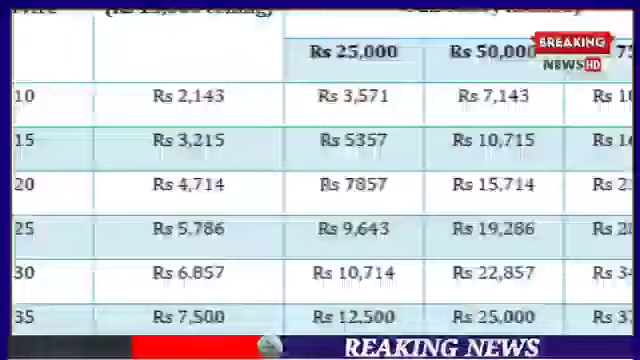 Rs 25,000 Rs 50,000
BREAKING
NEWS HD
10 Rs 2,143 Rs 3,571 Rs 7,143
15 Rs 3,215 Rs 5357 Rs 10,715
20 Rs 4,714 Rs 7857 Rs 15,714
25 Rs 5.786 Rs 9,643 Rs 19,286
30 Rs 6.857 Rs 10,714 Rs 22,857
35 Rs 7,500 Rs 12,500 Rs 25,000
REAKING NEWS